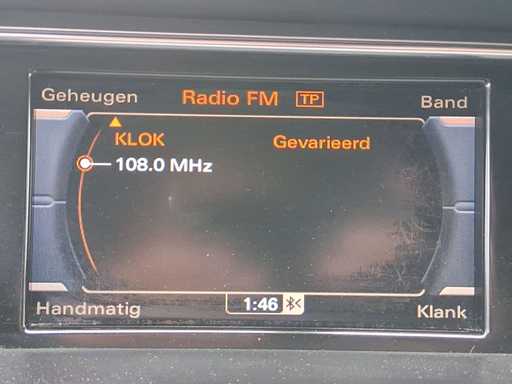 Geheugen Radio FM TP Band
KLOK Gevarieerd
108.0 MHz
Handmatig 1:46 Klank